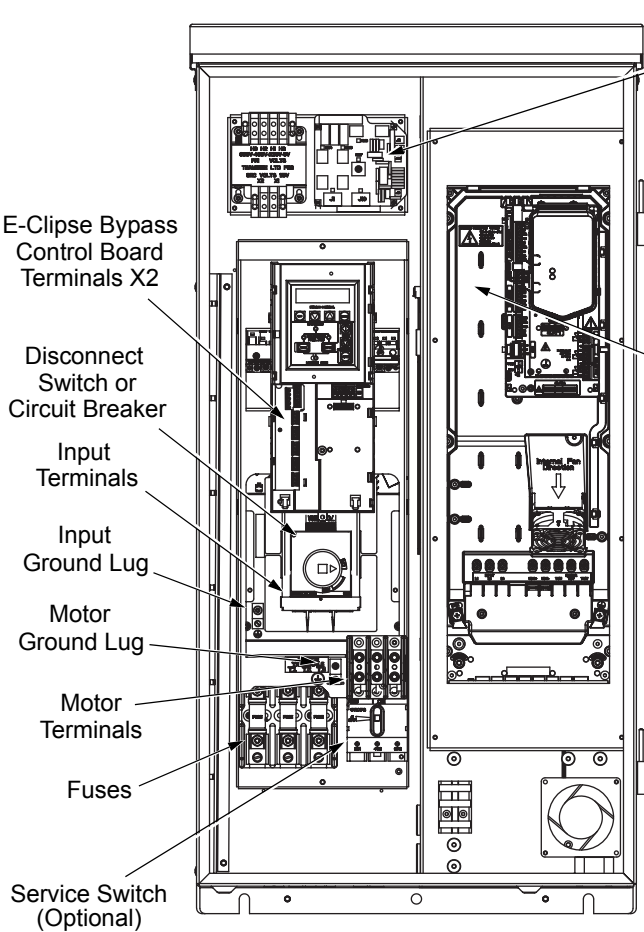 E-Clipse Bypass
Control Board
Terminals X2
Disconnect
Switch or
Circuit Breaker
Input
Terminals
Input
Ground Lug
Motor
Ground Lug
Motor
Terminals
Fuses
Service Switch
(Optional)
Internal Fan
Direction